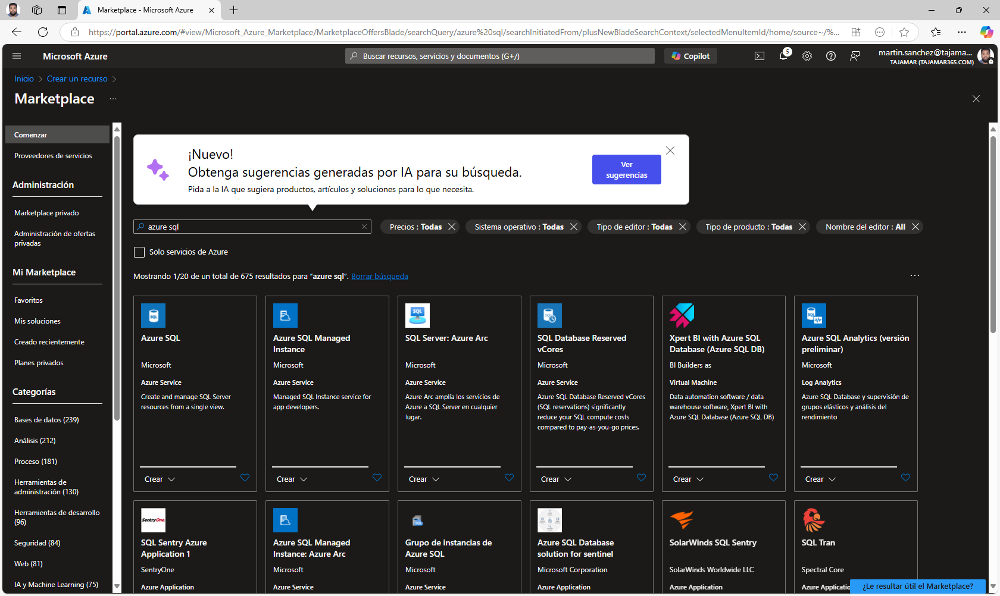 Marketplace - Microsoft Azure
https://portal.azure.com/#view/Microsoft_Azure_Marketplace/MarketplaceOffersBlade/searchQuery/azure%20sql/searchInitiatedFrom/plusNewBladeSearchContext/selectedMenuItemId/home/source~/%...
Microsoft Azure
Buscar recursos, servicios y documentos (G+/)
Copilot
5
martin.sanchez@tajama...
TAJAMAR (TAJAMAR365.COM)
Inicio > Crear un recurso >
Marketplace ...
Comenzar
Proveedores de servicios
Administración
Marketplace privado
Administración de ofertas
privadas
Mi Marketplace
Favoritos
Mis soluciones
Creado recientemente
Planes privados
Categorías
Bases de datos (239)
Análisis (212)
Proceso (181)
Herramientas de
administración (130)
Herramientas de desarrollo
(96)
Seguridad (84)
Web (81)
IA y Machine Learning (75)
¡Nuevo!
Obtenga sugerencias generadas por IA para su búsqueda.
Pida a la IA que sugiera productos, artículos y soluciones para lo que necesita.
Ver
sugerencias
azure sql
Precios : Todas
Sistema operativo : Todas
Tipo de editor : Todas
Tipo de producto : Todas
Nombre del editor : All
Solo servicios de Azure
Mostrando 1/20 de un total de 675 resultados para “azure sql”. Borrar búsqueda
...
SQL
Azure SQL
Microsoft
Azure Service
Create and manage SQL Server
resources from a single view.
Crear
Azure SQL Managed
Instance
Microsoft
Azure Service
Managed SQL Instance service for
app developers.
Crear
SQL
SQL Server: Azure Arc
Microsoft
Azure Service
Azure Arc amplía los servicios de
Azure a SQL Server en cualquier
lugar.
Crear
SQL
SQL Database Reserved
vCores
Microsoft
Azure Service
Azure SQL Database Reserved vCores
(SQL reservations) significantly
reduce your SQL compute costs
compared to pay-as-you-go prices.
Crear
Xpert BI with Azure SQL
Database (Azure SQL DB)
BI Builders as
Virtual Machine
Data automation software / data
warehouse software, Xpert BI with
Azure SQL Database (Azure SQL DB)
Crear
SQL
Azure SQL Analytics (versión
preliminar)
Microsoft
Log Analytics
Azure SQL Database y supervisión de
grupos elásticos y análisis del
rendimiento
Crear
SentryOne
SQL Sentry Azure
Application 1
SentryOne
Azure Application
Azure SQL Managed
Instance: Azure Arc
Microsoft
Azure Service
SQL
Grupo de instancias de
Azure SQL
Microsoft
Azure Service
Azure SQL Database
solution for sentinel
Microsoft Corporation
Azure Application
SolarWinds SQL Sentry
SolarWinds Worldwide LLC
Azure Application
SQL Tran
Spectral Core
Azure Applicatio
¿Le resultar útil el Marketplace?